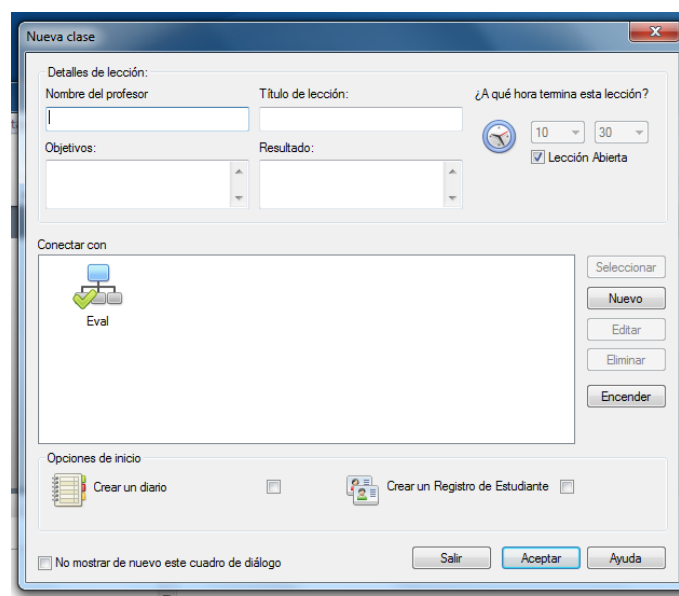 Nueva clase
Detalles de lección:
Nombre del profesor
Título de lección:
¿A qué hora termina esta lección?
10
30
Lección Abierta
Objetivos:
Resultado:
Conectar con
Eval
Seleccionar
Nuevo
Editar
Eliminar
Encender
Opciones de inicio
Crear un diario
Crear un Registro de Estudiante
No mostrar de nuevo este cuadro de diálogo
Salir
Aceptar
Ayuda